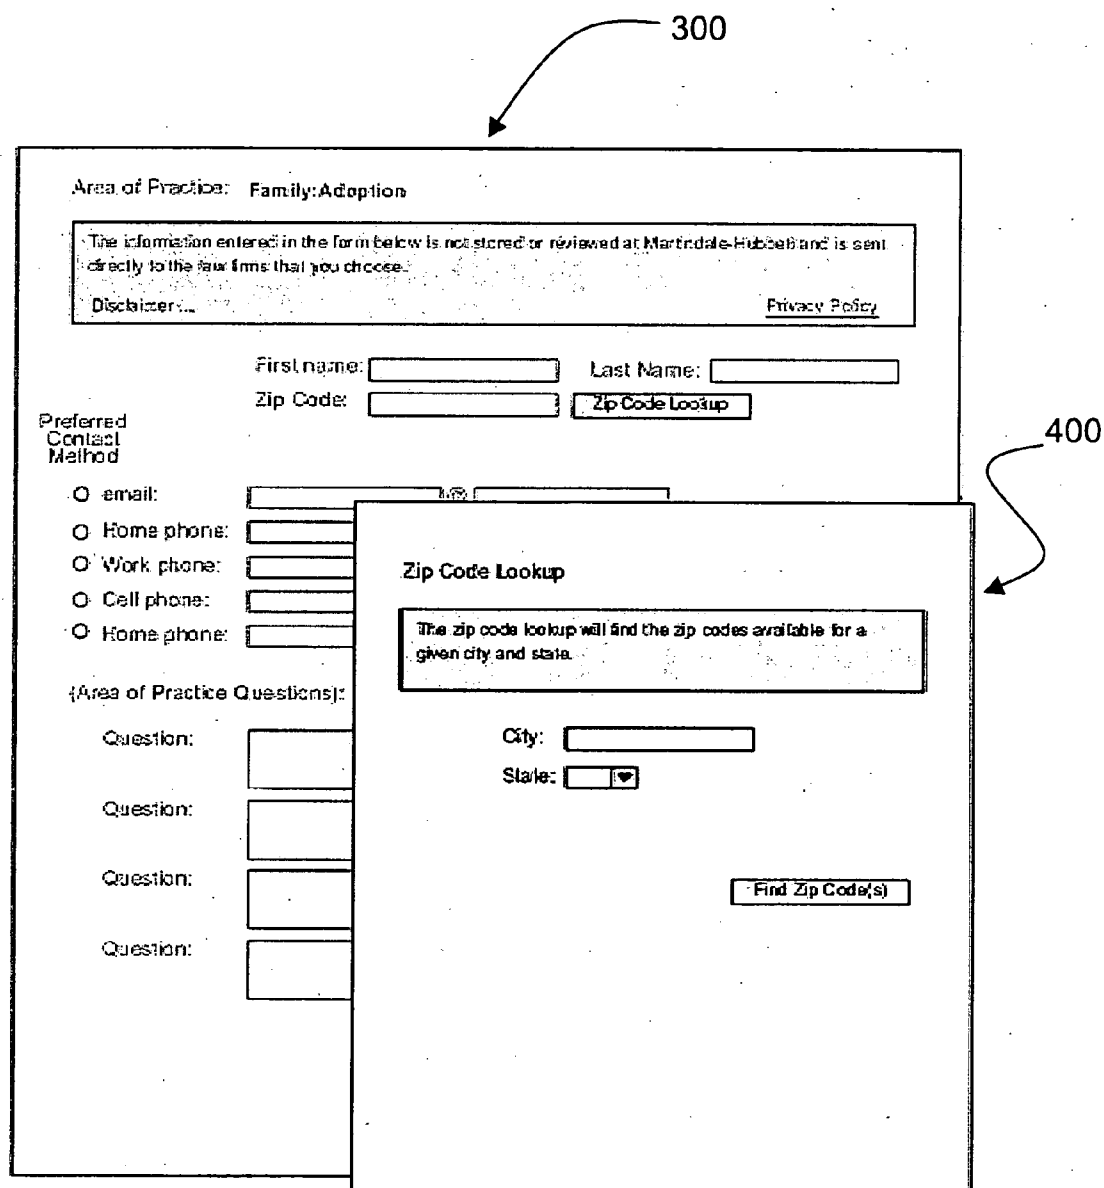 300
Area of Practice: Family:Adoption
The information entered in the form below is not stored or reviewed at Martindale-Hubbell and is sent
directly to the law firms that you choose.
Disclaimer:... Privacy Policy
First name: Last Name:
Zip Code: Zip Code Lookup
Preferred
Contact
Method
400
email: @
Home phone:
Work phone:
Cell phone:
Home phone:
(Area of Practice Questions):
Question:
Question:
Question:
Question:
Zip Code Lookup
The zip code lookup will find the zip codes available for a
given city and state.
City:
State:
Find Zip Code(s)